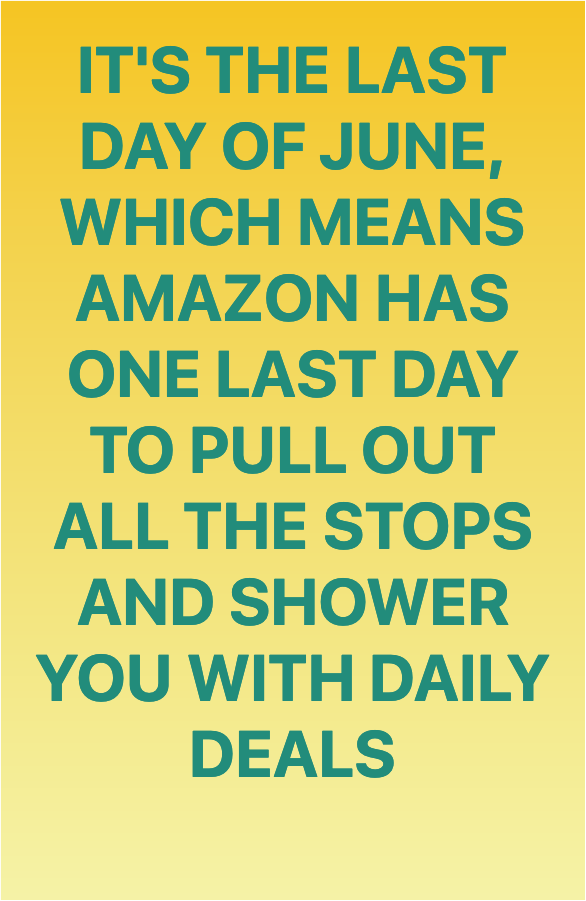 IT'S THE LAST
DAY OF JUNE,
WHICH MEANS
AMAZON HAS
ONE LAST DAY
TO PULL OUT
ALL THE STOPS
AND SHOWER
YOU WITH DAILY
DEALS